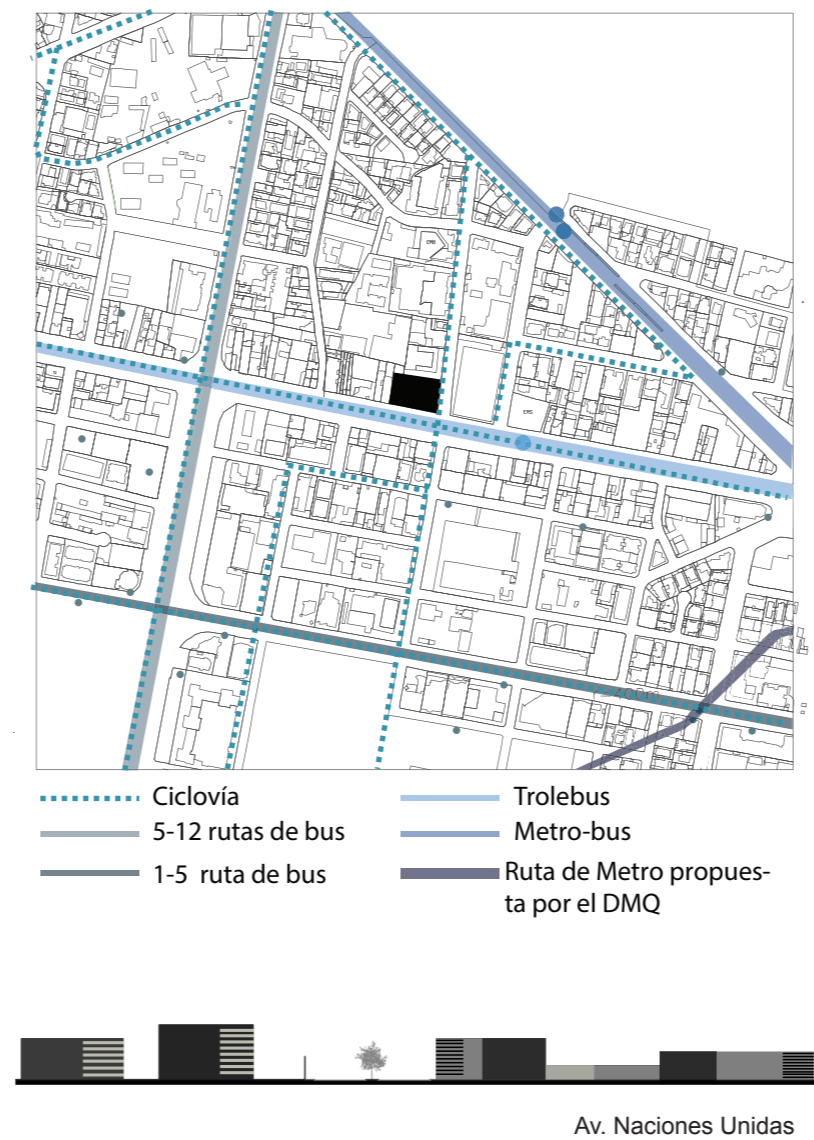 Ciclovía
5-12 rutas de bus
1-5 ruta de bus
Trolebus
Metro-bus
Ruta de Metro propues-
ta por el DMQ
Av. Naciones Unidas